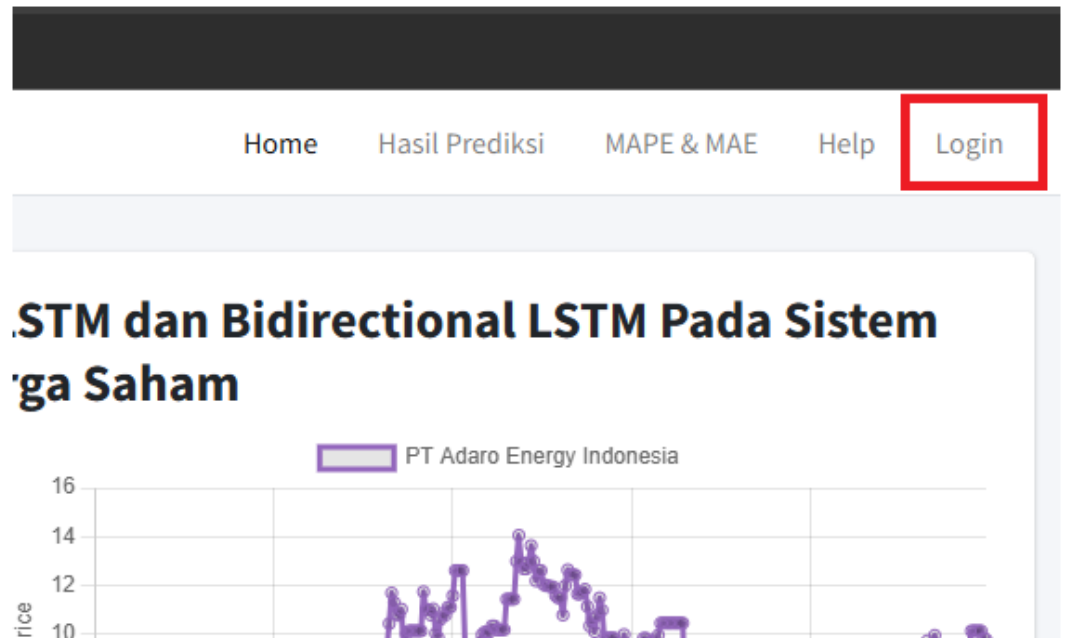 Home Hasil Prediksi MAPE & MAE Help Login
LSTM dan Bidirectional LSTM Pada Sistem
rga Saham
PT Adaro Energy Indonesia
16
14
12
10
rice